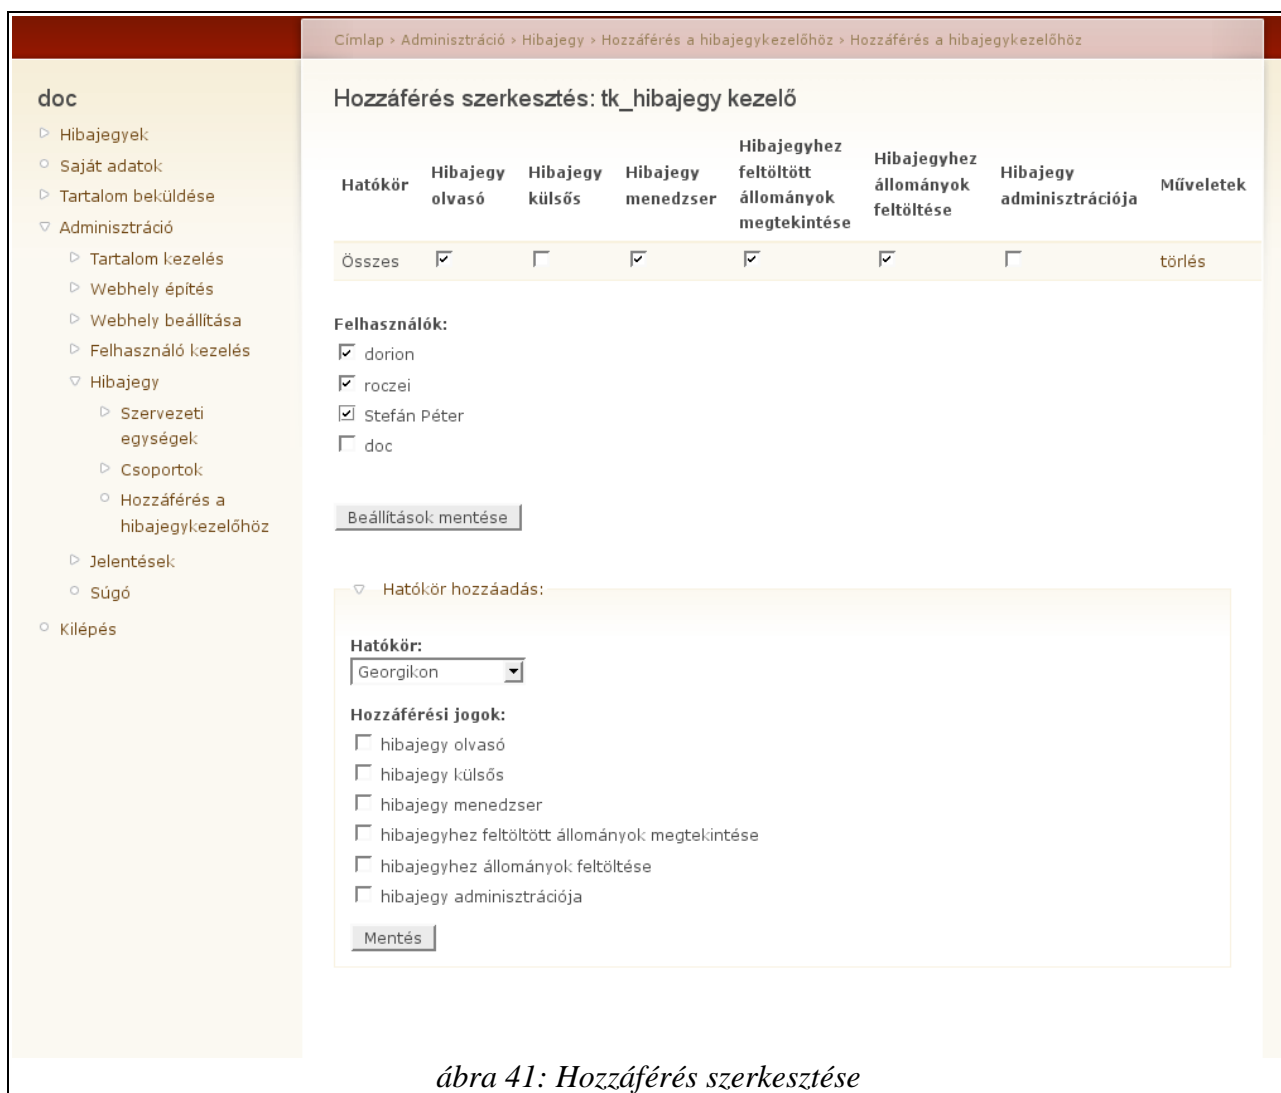 Címlap › Adminisztráció › Hibajegy › Hozzáférés a hibajegykezelőhöz › Hozzáférés a hibajegykezelőhöz
doc
Hibajegyek
Saját adatok
Tartalom beküldése
Adminisztráció
Tartalom kezelés
Webhely építés
Webhely beállítása
Felhasználó kezelés
Hibajegy
Szervezeti
egységek
Csoportok
Hozzáférés a
hibajegykezelőhöz
Jelentések
Súgó
Kilépés
Hozzáférés szerkesztés: tk_hibajegy kezelő
Hatókör
Hibajegy
olvasó
Hibajegy
külsős
Hibajegy
menedzser
Hibajegyhez
feltöltött
állományok
megtekintése
Hibajegyhez
állományok
feltöltése
Hibajegy
adminisztrációja
Műveletek
Összes
törlés
Felhasználók:
dorion
roczei
Stefán Péter
doc
Beállítások mentése
Hatókör hozzáadás:
Hatókör:
Georgikon
Hozzáférési jogok:
hibajegy olvasó
hibajegy külsős
hibajegy menedzser
hibajegyhez feltöltött állományok megtekintése
hibajegyhez állományok feltöltése
hibajegy adminisztrációja
Mentés
ábra 41: Hozzáférés szerkesztése